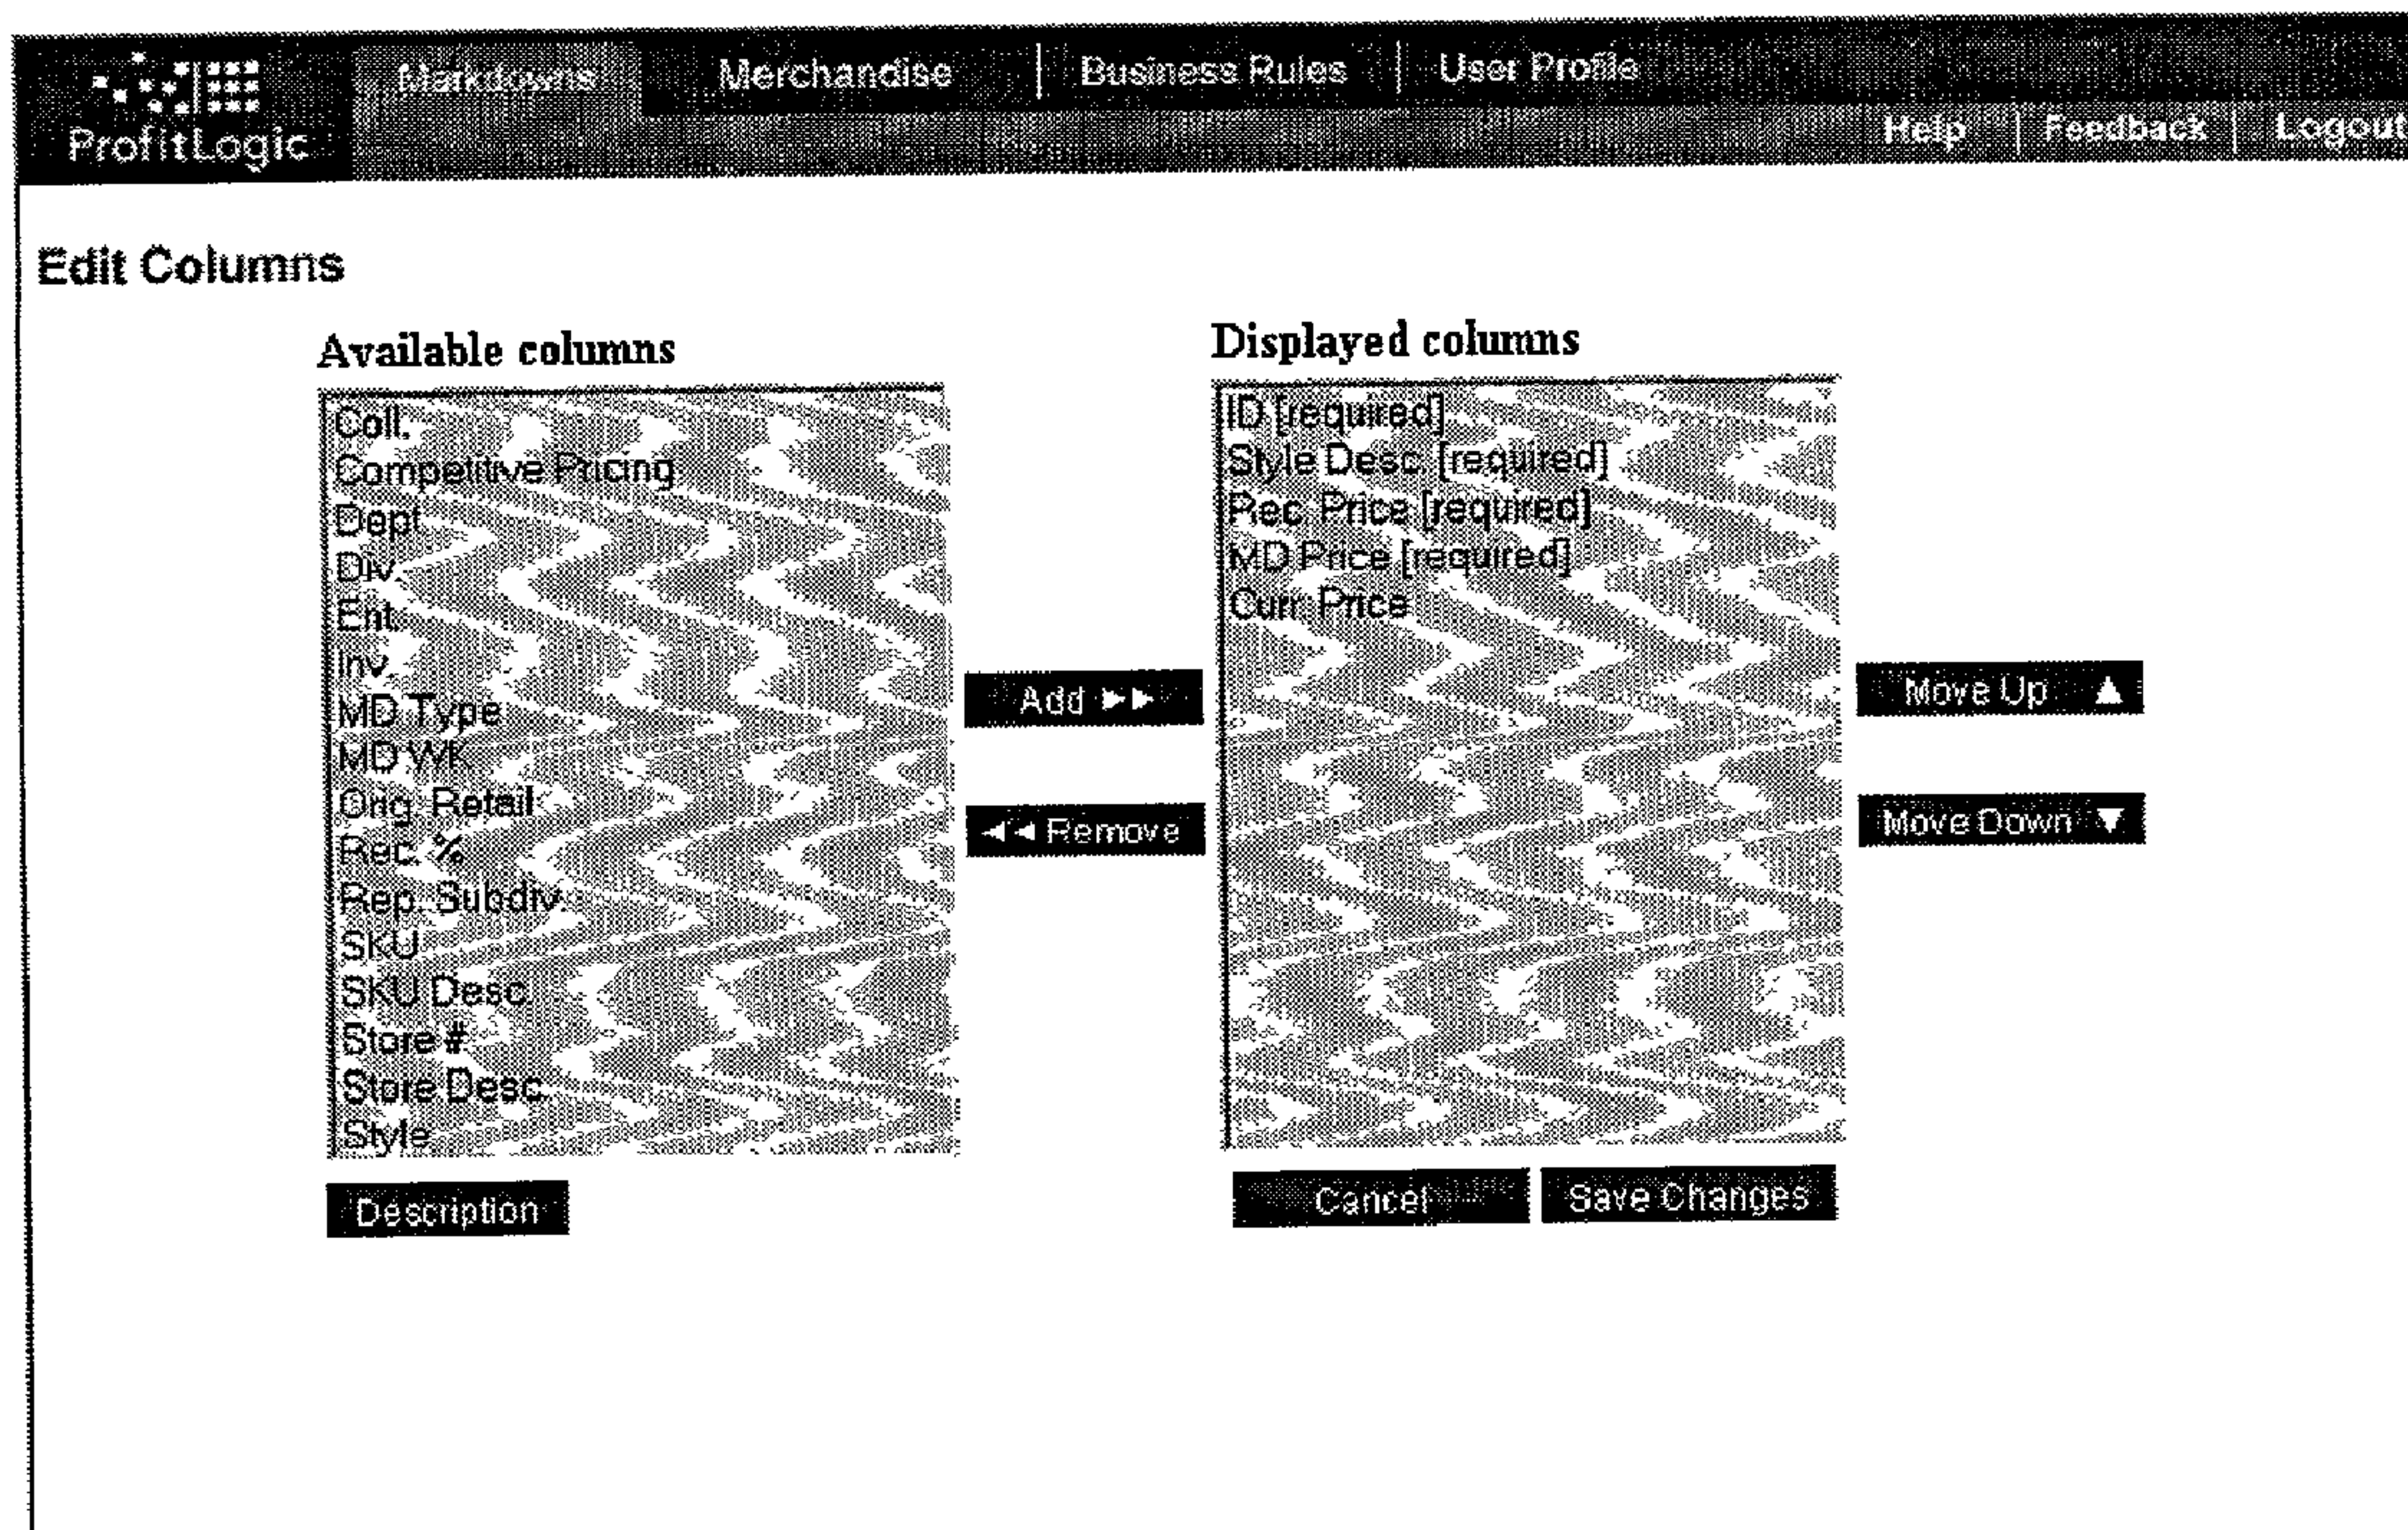 ProfitLogic
Markdowns Merchandise Business Rules User Profile
Help Feedback Logout
Edit Columns
Available columns
Coll.
Competitive Pricing
Dept.
Div.
Ent.
Inv.
MD Type
MD WK
Orig. Retail
Rec. %
Rep. Subdiv.
SKU
SKU Desc.
Store #
Store Desc.
Style
Description
Add
Remove
Displayed columns
ID [required]
Style Desc. [required]
Rec. Price [required]
MD Price [required]
Curr. Price
Cancel Save Changes
Move Up
Move Down